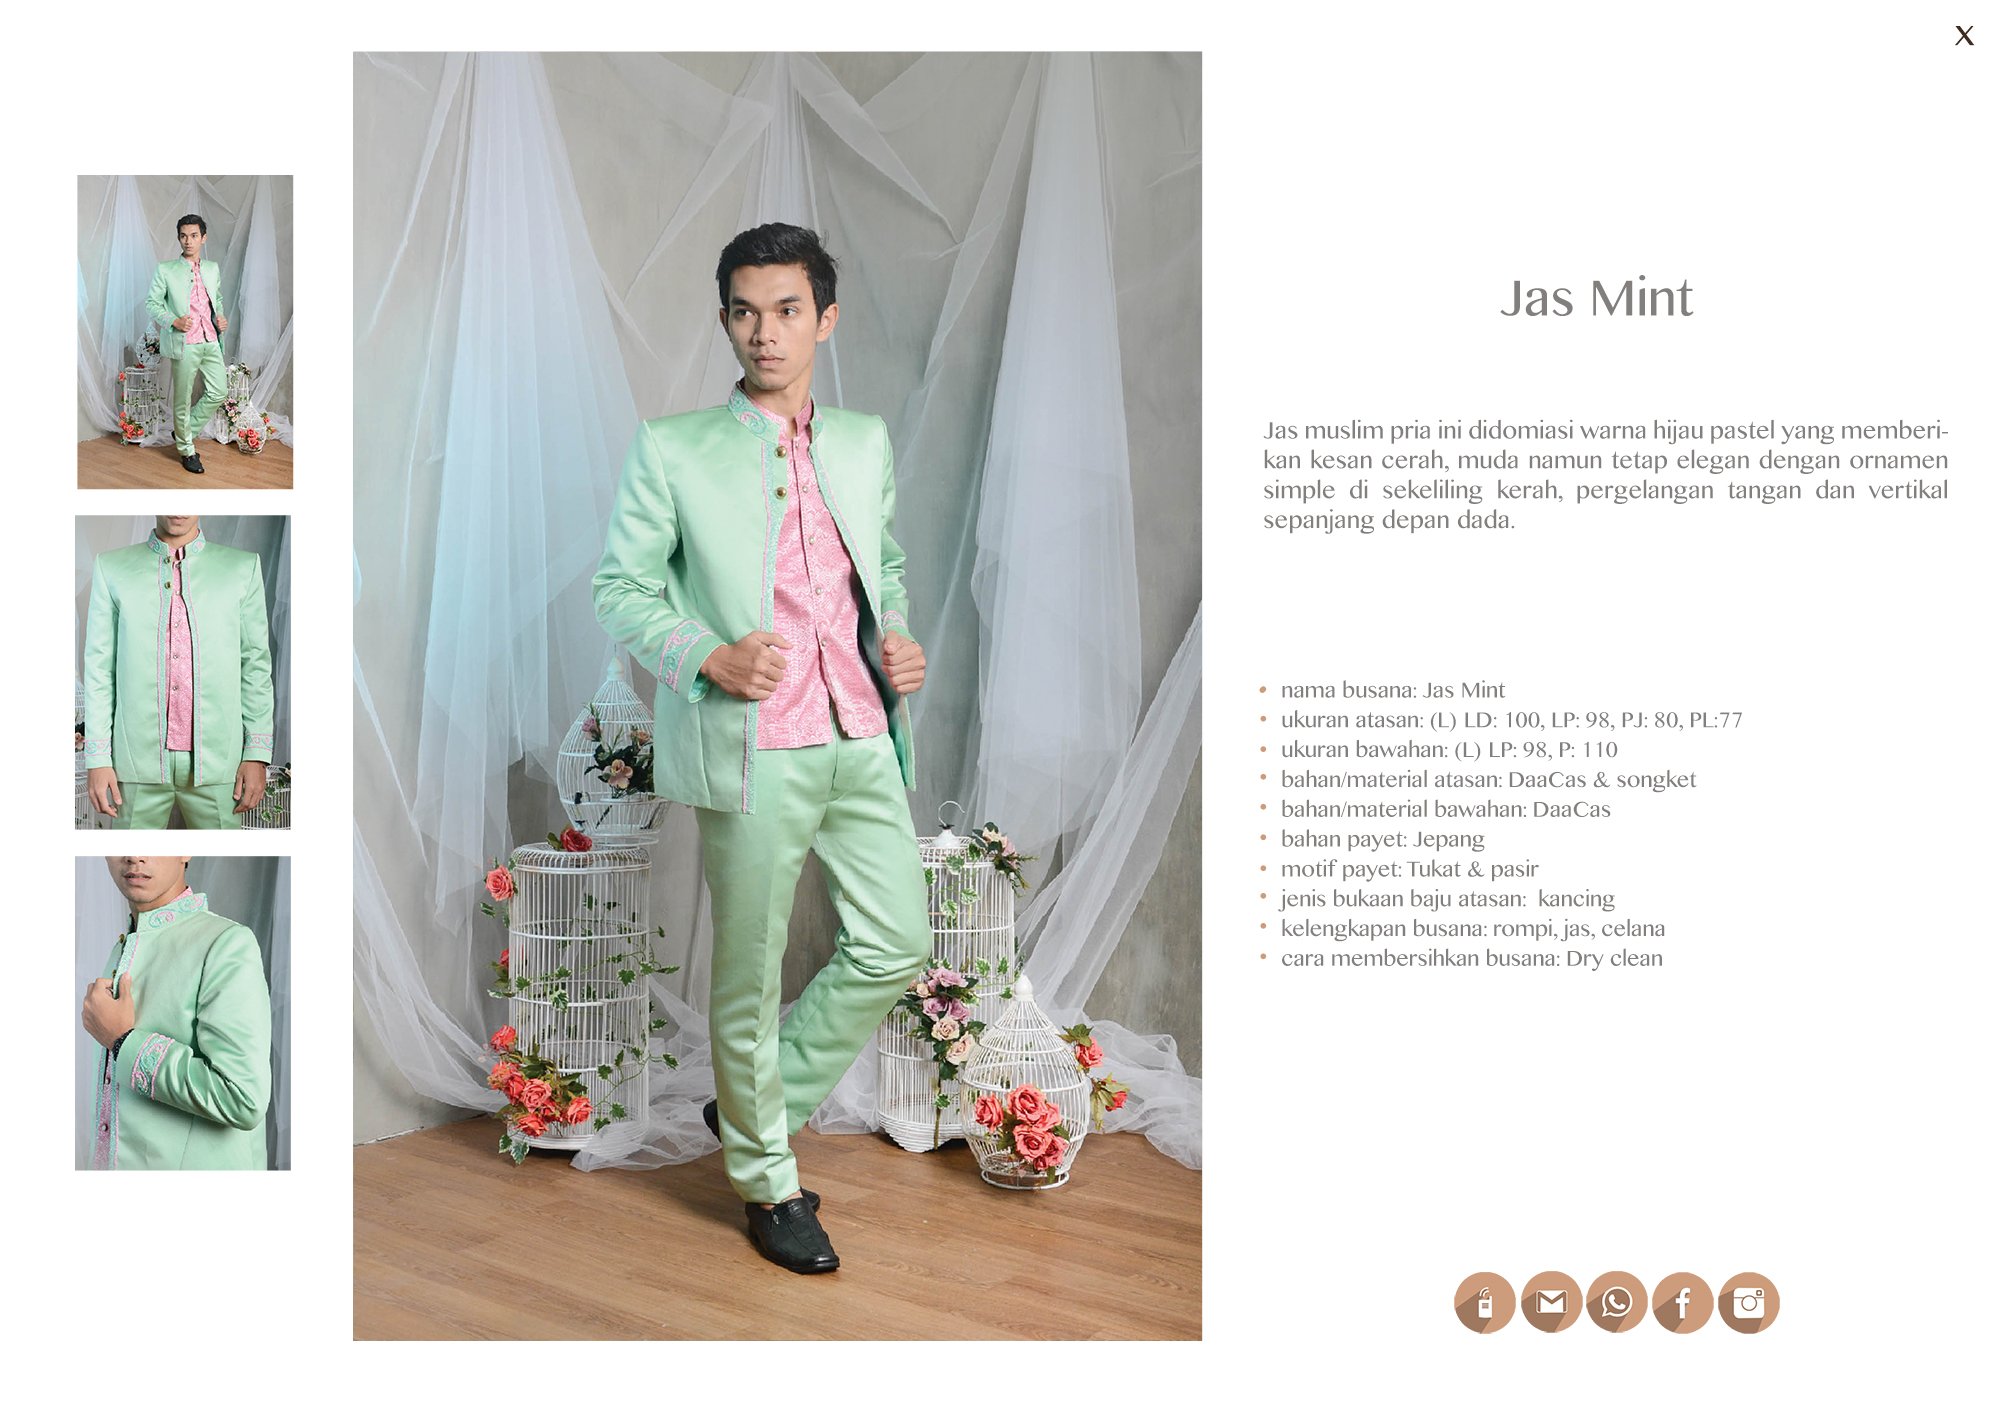 X
Jas Mint
Jas muslim pria ini didomiasi warna hijau pastel yang memberi-
kan kesan cerah, muda namun tetap elegan dengan ornamen
simple di sekeliling kerah, pergelangan tangan dan vertikal
sepanjang depan dada.
• nama busana: Jas Mint
• ukuran atasan: (L) LD: 100, LP: 98, PJ: 80, PL:77
• ukuran bawahan: (L) LP: 98, P: 110
• bahan/material atasan: DaaCas & songket
• bahan/material bawahan: DaaCas
• bahan payet: Jepang
• motif payet: Tukat & pasir
• jenis bukaan baju atasan:  kancing
• kelengkapan busana: rompi, jas, celana
• cara membersihkan busana: Dry clean